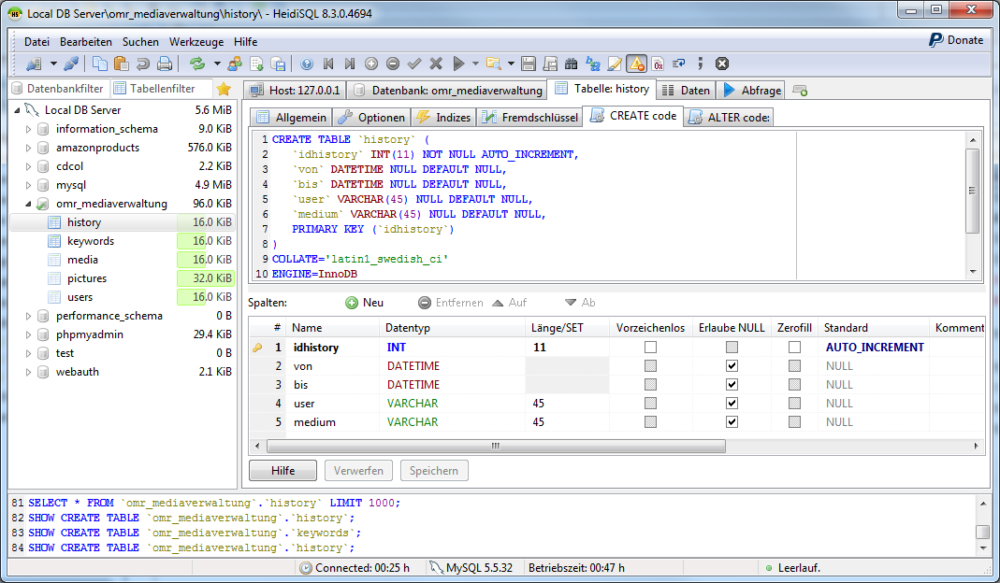 Local DB Server\omr_mediaverwaltung\history\ - HeidiSQL 8.3.0.4694
Datei Bearbeiten Suchen Werkzeuge Hilfe Donate
Datenbankfilter Tabellenfilter
Host: 127.0.0.1 Datenbank: omr_mediaverwaltung Tabelle: history Daten Abfrage
Local DB Server 5.6 MiB
information_schema 9.0 KiB
amazonproducts 576.0 KiB
cdcol 2.2 KiB
mysql 4.9 MiB
omr_mediaverwaltung 96.0 KiB
history 16.0 KiB
keywords 16.0 KiB
media 16.0 KiB
pictures 32.0 KiB
users 16.0 KiB
performance_schema 0 B
phpmyadmin 29.4 KiB
test 0 B
webauth 2.1 KiB
Allgemein Optionen Indizes Fremdschlüssel CREATE code ALTER code:
1 CREATE TABLE `history` (
2 `idhistory` INT(11) NOT NULL AUTO_INCREMENT,
3 `von` DATETIME NULL DEFAULT NULL,
4 `bis` DATETIME NULL DEFAULT NULL,
5 `user` VARCHAR(45) NULL DEFAULT NULL,
6 `medium` VARCHAR(45) NULL DEFAULT NULL,
7 PRIMARY KEY (`idhistory`)
8 )
9 COLLATE='latin1_swedish_ci'
10 ENGINE=InnoDB
Spalten: Neu Entfernen Auf Ab
# Name Datentyp Länge/SET Vorzeichenlos Erlaube NULL Zerofill Standard Komment
1 idhistory INT 11 AUTO_INCREMENT
2 von DATETIME NULL
3 bis DATETIME NULL
4 user VARCHAR 45 NULL
5 medium VARCHAR 45 NULL
Hilfe Verwerfen Speichern
81 SELECT * FROM `omr_mediaverwaltung`.`history` LIMIT 1000;
82 SHOW CREATE TABLE `omr_mediaverwaltung`.`history`;
83 SHOW CREATE TABLE `omr_mediaverwaltung`.`keywords`;
84 SHOW CREATE TABLE `omr_mediaverwaltung`.`history`;
Connected: 00:25 h MySQL 5.5.32 Betriebszeit: 00:47 h Leerlauf.